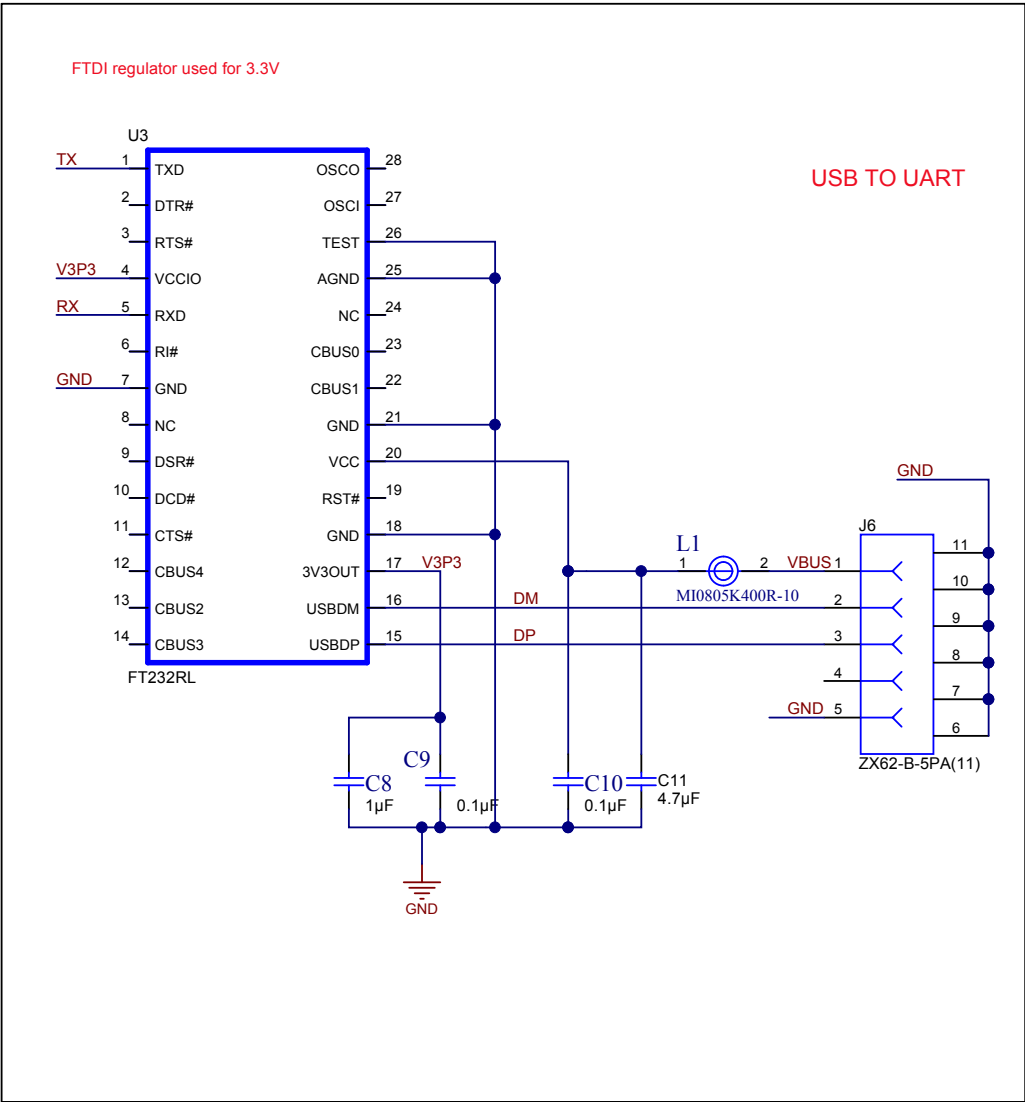 FTDI regulator used for 3.3V
USB TO UART
U3
TX 1 TXD OSCO 28
2 DTR# OSCI 27
3 RTS# TEST 26
V3P3 4 VCCIO AGND 25
RX 5 RXD NC 24
6 RI# CBUS0 23
GND 7 GND CBUS1 22
8 NC GND 21
9 DSR# VCC 20
10 DCD# RST# 19
11 CTS# GND 18
12 CBUS4 3V3OUT 17 V3P3
13 CBUS2 USBDM 16 DM
14 CBUS3 USBDP 15 DP
FT232RL
GND
J6
L1
1 2 VBUS 1
MI0805K400R-10
2
3
4
GND 5
11
10
9
8
7
6
ZX62-B-5PA(11)
C8
1µF
C9
0.1µF
C10
0.1µF
C11
4.7µF
GND